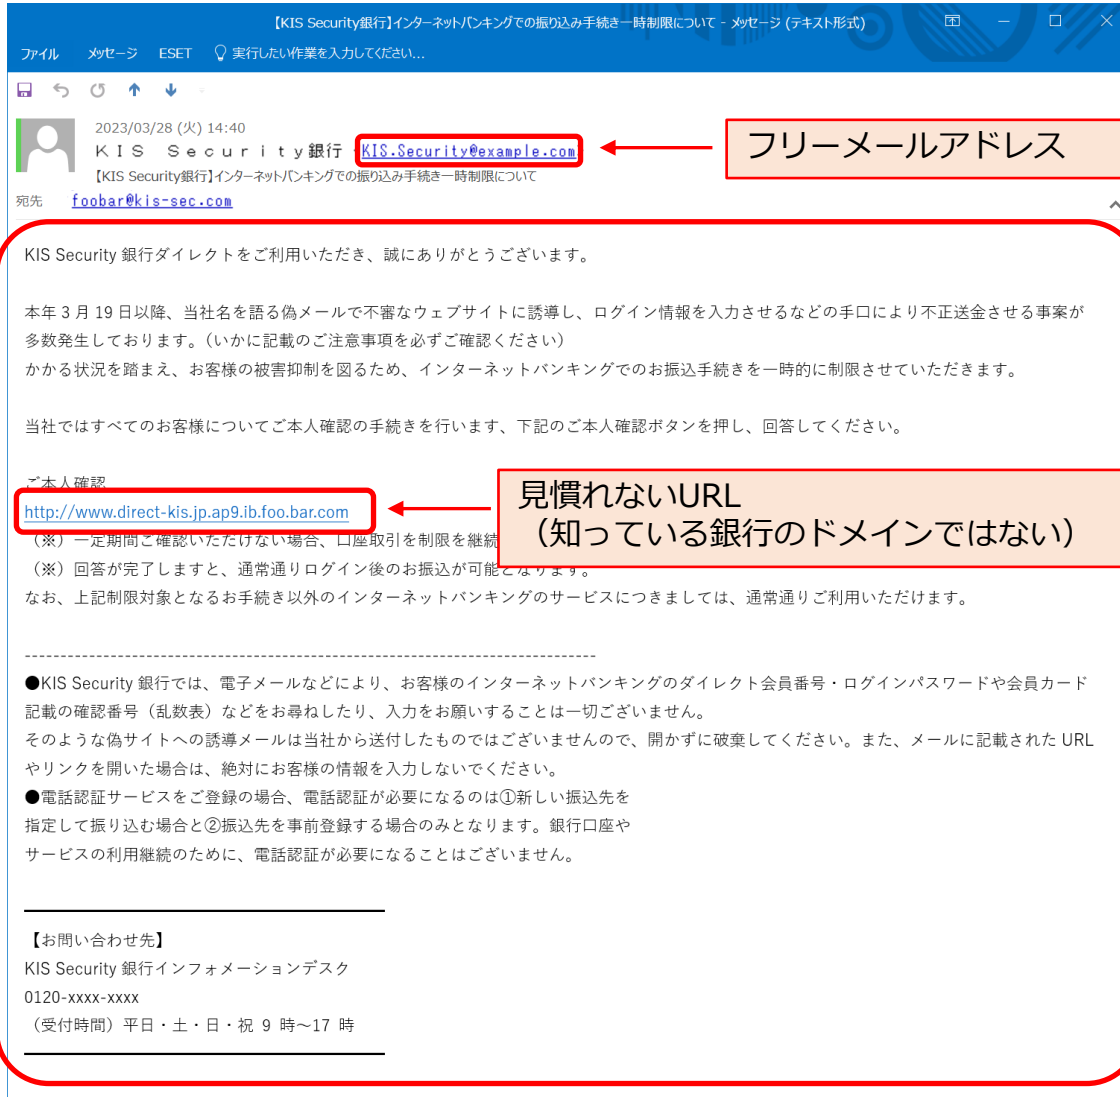 【KIS Security銀行】インターネットバンキングでの振り込み手続き一時制限について - メッセージ (テキスト形式)
ファイル メッセージ ESET 実行したい作業を入力してください...
2023/03/28 (火) 14:40
ＫＩＳ Ｓｅｃｕｒｉｔｙ銀行 KIS.Security@example.com
フリーメールアドレス
【KIS Security銀行】インターネットバンキングでの振り込み手続き一時制限について
宛先 foobar@kis-sec.com
KIS Security 銀行ダイレクトをご利用いただき、誠にありがとうございます。
本年 3 月 19 日以降、当社名を語る偽メールで不審なウェブサイトに誘導し、ログイン情報を入力させるなどの手口により不正送金させる事案が
多数発生しております。（いかに記載のご注意事項を必ずご確認ください）
かかる状況を踏まえ、お客様の被害抑制を図るため、インターネットバンキングでのお振込手続きを一時的に制限させていただきます。
当社ではすべてのお客様についてご本人確認の手続きを行います、下記のご本人確認ボタンを押し、回答してください。
ご本人確認
http://www.direct-kis.jp.ap9.ib.foo.bar.com
見慣れないURL
（知っている銀行のドメインではない）
（※）一定期間ご確認いただけない場合、口座取引を制限を継続
（※）回答が完了しますと、通常通りログイン後のお振込が可能となります。
なお、上記制限対象となるお手続き以外のインターネットバンキングのサービスにつきましては、通常通りご利用いただけます。
--------------------------------------------------------------------------------
●KIS Security 銀行では、電子メールなどにより、お客様のインターネットバンキングのダイレクト会員番号・ログインパスワードや会員カード
記載の確認番号（乱数表）などをお尋ねしたり、入力をお願いすることは一切ございません。
そのような偽サイトへの誘導メールは当社から送付したものではございませんので、開かずに破棄してください。また、メールに記載された URL
やリンクを開いた場合は、絶対にお客様の情報を入力しないでください。
●電話認証サービスをご登録の場合、電話認証が必要になるのは①新しい振込先を
指定して振り込む場合と②振込先を事前登録する場合のみとなります。銀行口座や
サービスの利用継続のために、電話認証が必要になることはございません。
【お問い合わせ先】
KIS Security 銀行インフォメーションデスク
0120-xxxx-xxxx
（受付時間）平日・土・日・祝 9 時～17 時